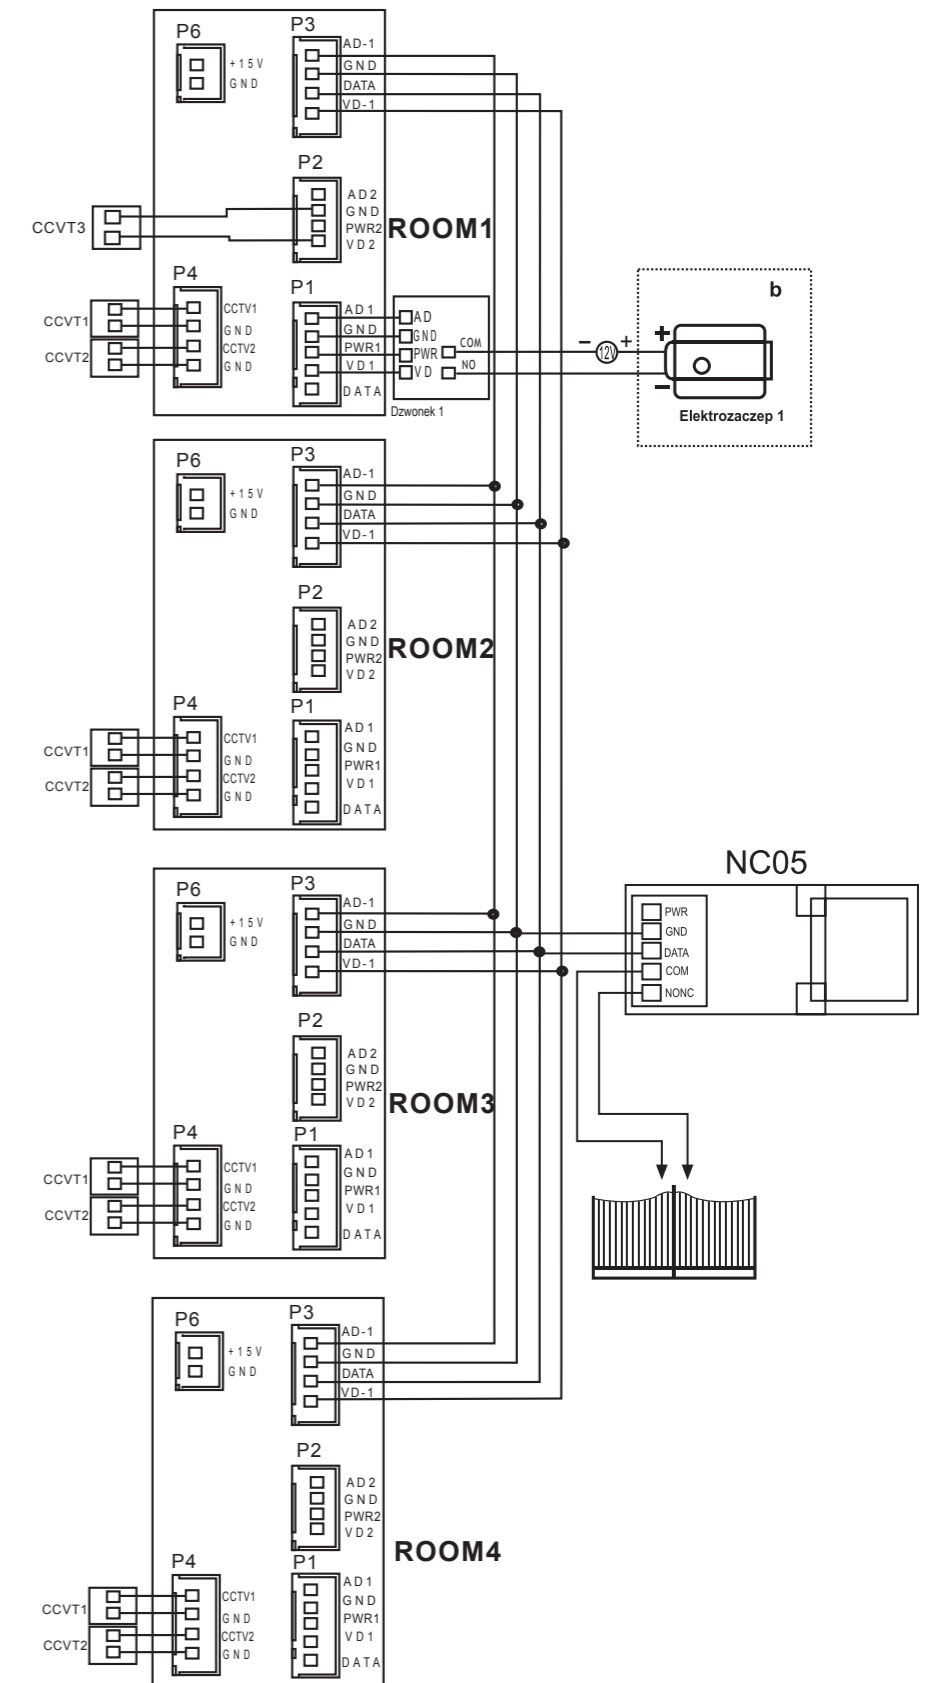 P6
+15V
GND
P3
AD-1
GND
DATA
VD-1
P2
AD2
GND
PWR2
VD2
ROOM1
CCVT3
P4
CCTV1
GND
CCTV2
GND
CCVT1
CCVT2
P1
AD1
GND
PWR1
VD1
DATA
AD
GND
PWR
VD
COM
NO
Dzwonek 1
− 12V +
b
+
−
Elektrozaczep 1
P6
+15V
GND
P3
AD-1
GND
DATA
VD-1
P2
AD2
GND
PWR2
VD2
ROOM2
P4
CCTV1
GND
CCTV2
GND
CCVT1
CCVT2
P1
AD1
GND
PWR1
VD1
DATA
NC05
PWR
GND
DATA
COM
NONC
P6
+15V
GND
P3
AD-1
GND
DATA
VD-1
P2
AD2
GND
PWR2
VD2
ROOM3
P4
CCTV1
GND
CCTV2
GND
CCVT1
CCVT2
P1
AD1
GND
PWR1
VD1
DATA
P6
+15V
GND
P3
AD-1
GND
DATA
VD-1
P2
AD2
GND
PWR2
VD2
ROOM4
P4
CCTV1
GND
CCTV2
GND
CCVT1
CCVT2
P1
AD1
GND
PWR1
VD1
DATA